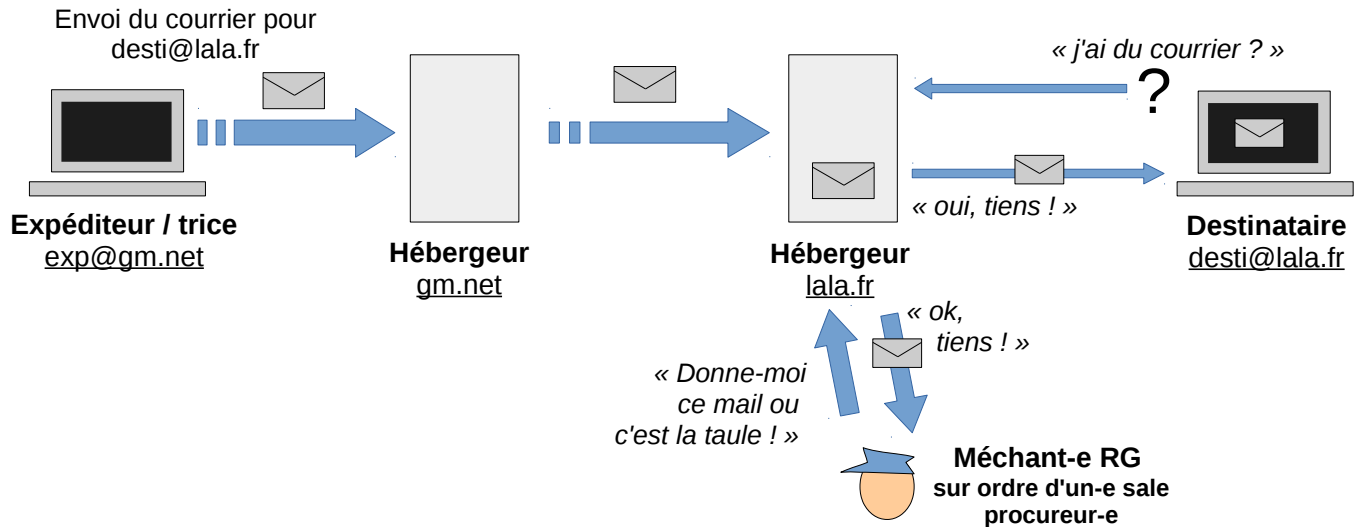 Envoi du courrier pour
desti@lala.fr
« j'ai du courrier ? »
?
« oui, tiens ! »
Expéditeur / trice
exp@gm.net
Hébergeur
gm.net
Hébergeur
lala.fr
Destinataire
desti@lala.fr
« ok,
tiens ! »
« Donne-moi
ce mail ou
c'est la taule ! »
Méchant-e RG
sur ordre d'un-e sale
procureur-e